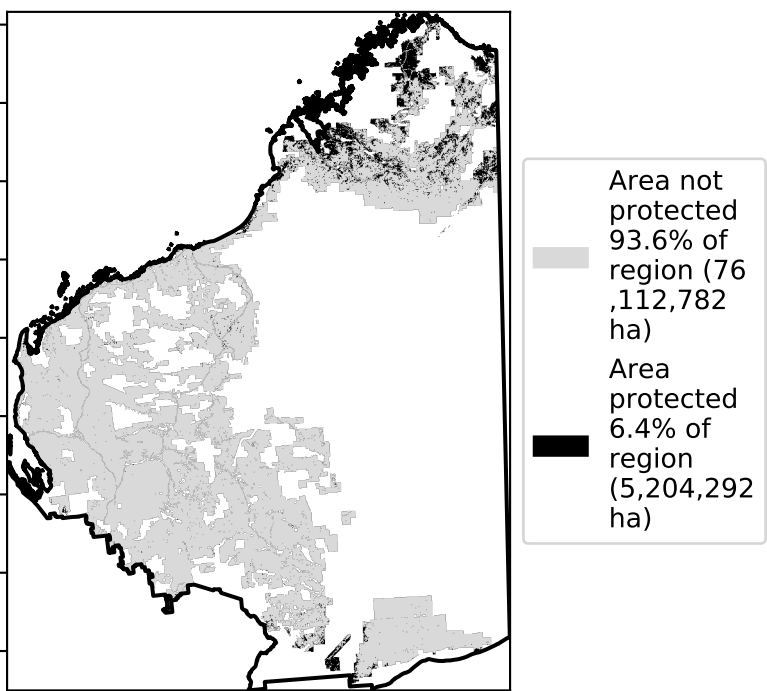 Area not
protected
93.6% of
region (76
,112,782
ha)
Area
protected
6.4% of
region
(5,204,292
ha)